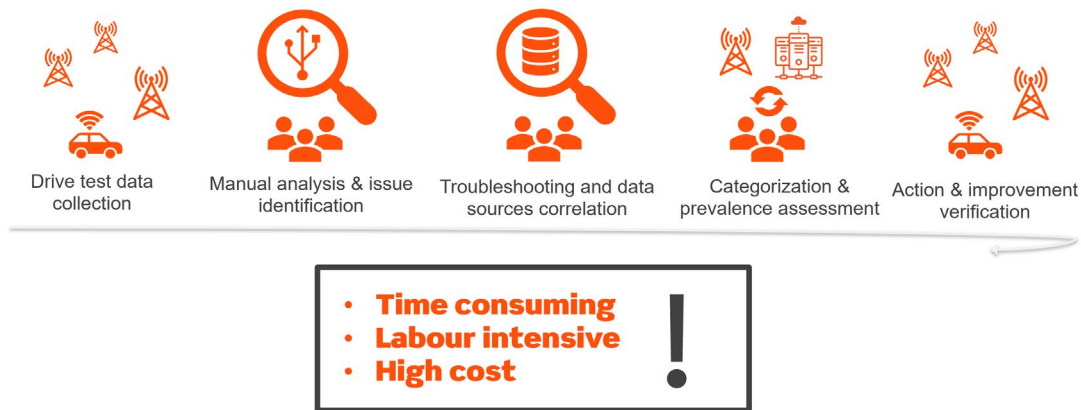 Drive test data
collection
Manual analysis & issue
identification
Troubleshooting and data
sources correlation
Categorization &
prevalence assessment
Action & improvement
verification
• Time consuming
• Labour intensive
• High cost
!